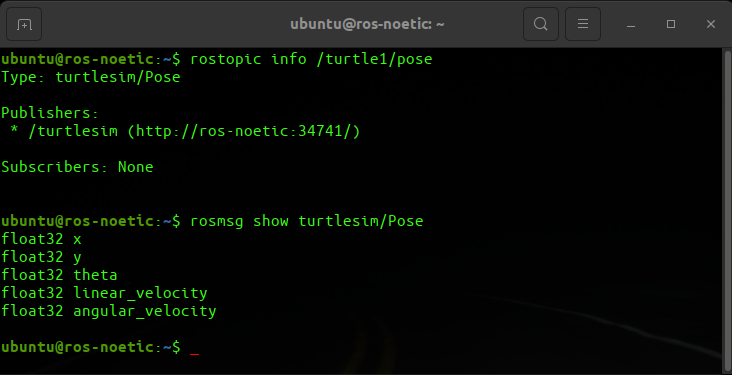 ubuntu@ros-noetic: ~
ubuntu@ros-noetic:~$ rostopic info /turtle1/pose
Type: turtlesim/Pose
Publishers:
 * /turtlesim (http://ros-noetic:34741/)
Subscribers: None
ubuntu@ros-noetic:~$ rosmsg show turtlesim/Pose
float32 x
float32 y
float32 theta
float32 linear_velocity
float32 angular_velocity
ubuntu@ros-noetic:~$